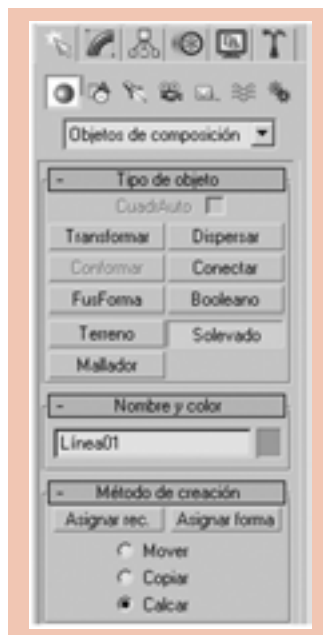 Objetos de composición
- Tipo de objeto
CuadrAuto
Transformar Dispersar
Conformar Conectar
FusForma Booleano
Terreno Solevado
Mallador
- Nombre y color
Línea01
- Método de creación
Asignar rec. Asignar forma
Mover
Copiar
Calcar